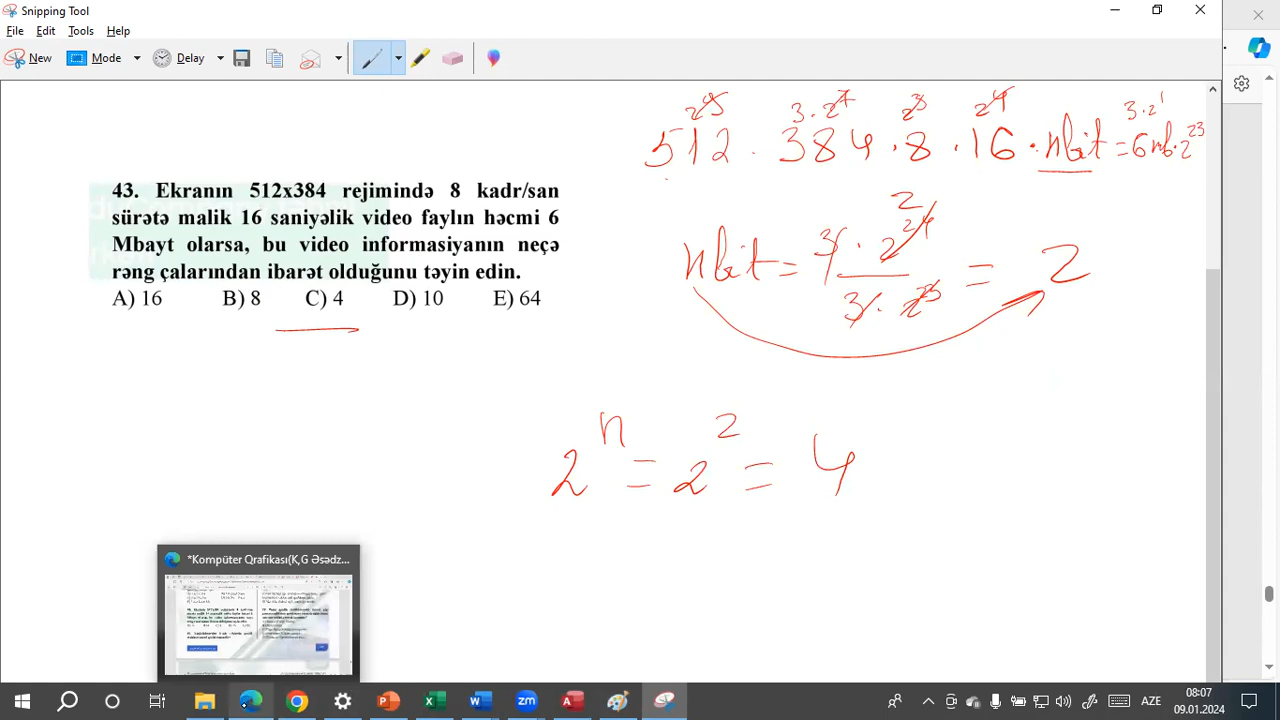 Snipping Tool
File Edit Tools Help
New Mode Delay
2⁹ 3·2⁷ 2³ 2⁴ 3·2¹
512 · 384 · 8 · 16 · nbit = 6mb·2²³
43. Ekranın 512x384 rejimində 8 kadr/san
sürətə malik 16 saniyəlik video faylın həcmi 6
Mbayt olarsa, bu video informasiyanın neçə
rəng çalarından ibarət olduğunu təyin edin.
A) 16 B) 8 C) 4 D) 10 E) 64
2
3 · 2²⁴
nbit = = 2
3 · 2²³
2ⁿ = 2² = 4
*Kompüter Qrafikası(K,G Əsədz...
AZE
08:07
09.01.2024